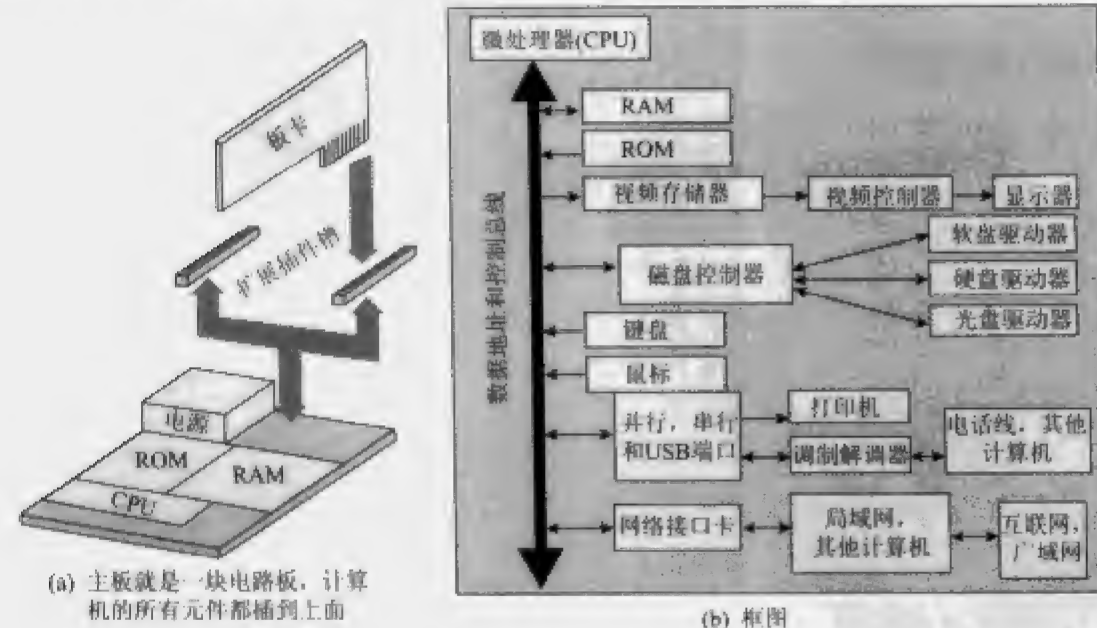 板卡
扩展插件槽
电源
ROM
RAM
CPU
(a) 主板就是一块电路板，计算
机的所有元件都插到上面
微处理器(CPU)
数据地址和控制总线
RAM
ROM
视频存储器
视频控制器
显示器
磁盘控制器
软盘驱动器
硬盘驱动器
光盘驱动器
键盘
鼠标
并行，串行
和USB端口
打印机
调制解调器
电话线，其他
计算机
网络接口卡
局域网，
其他计算机
互联网，
广域网
(b) 框图